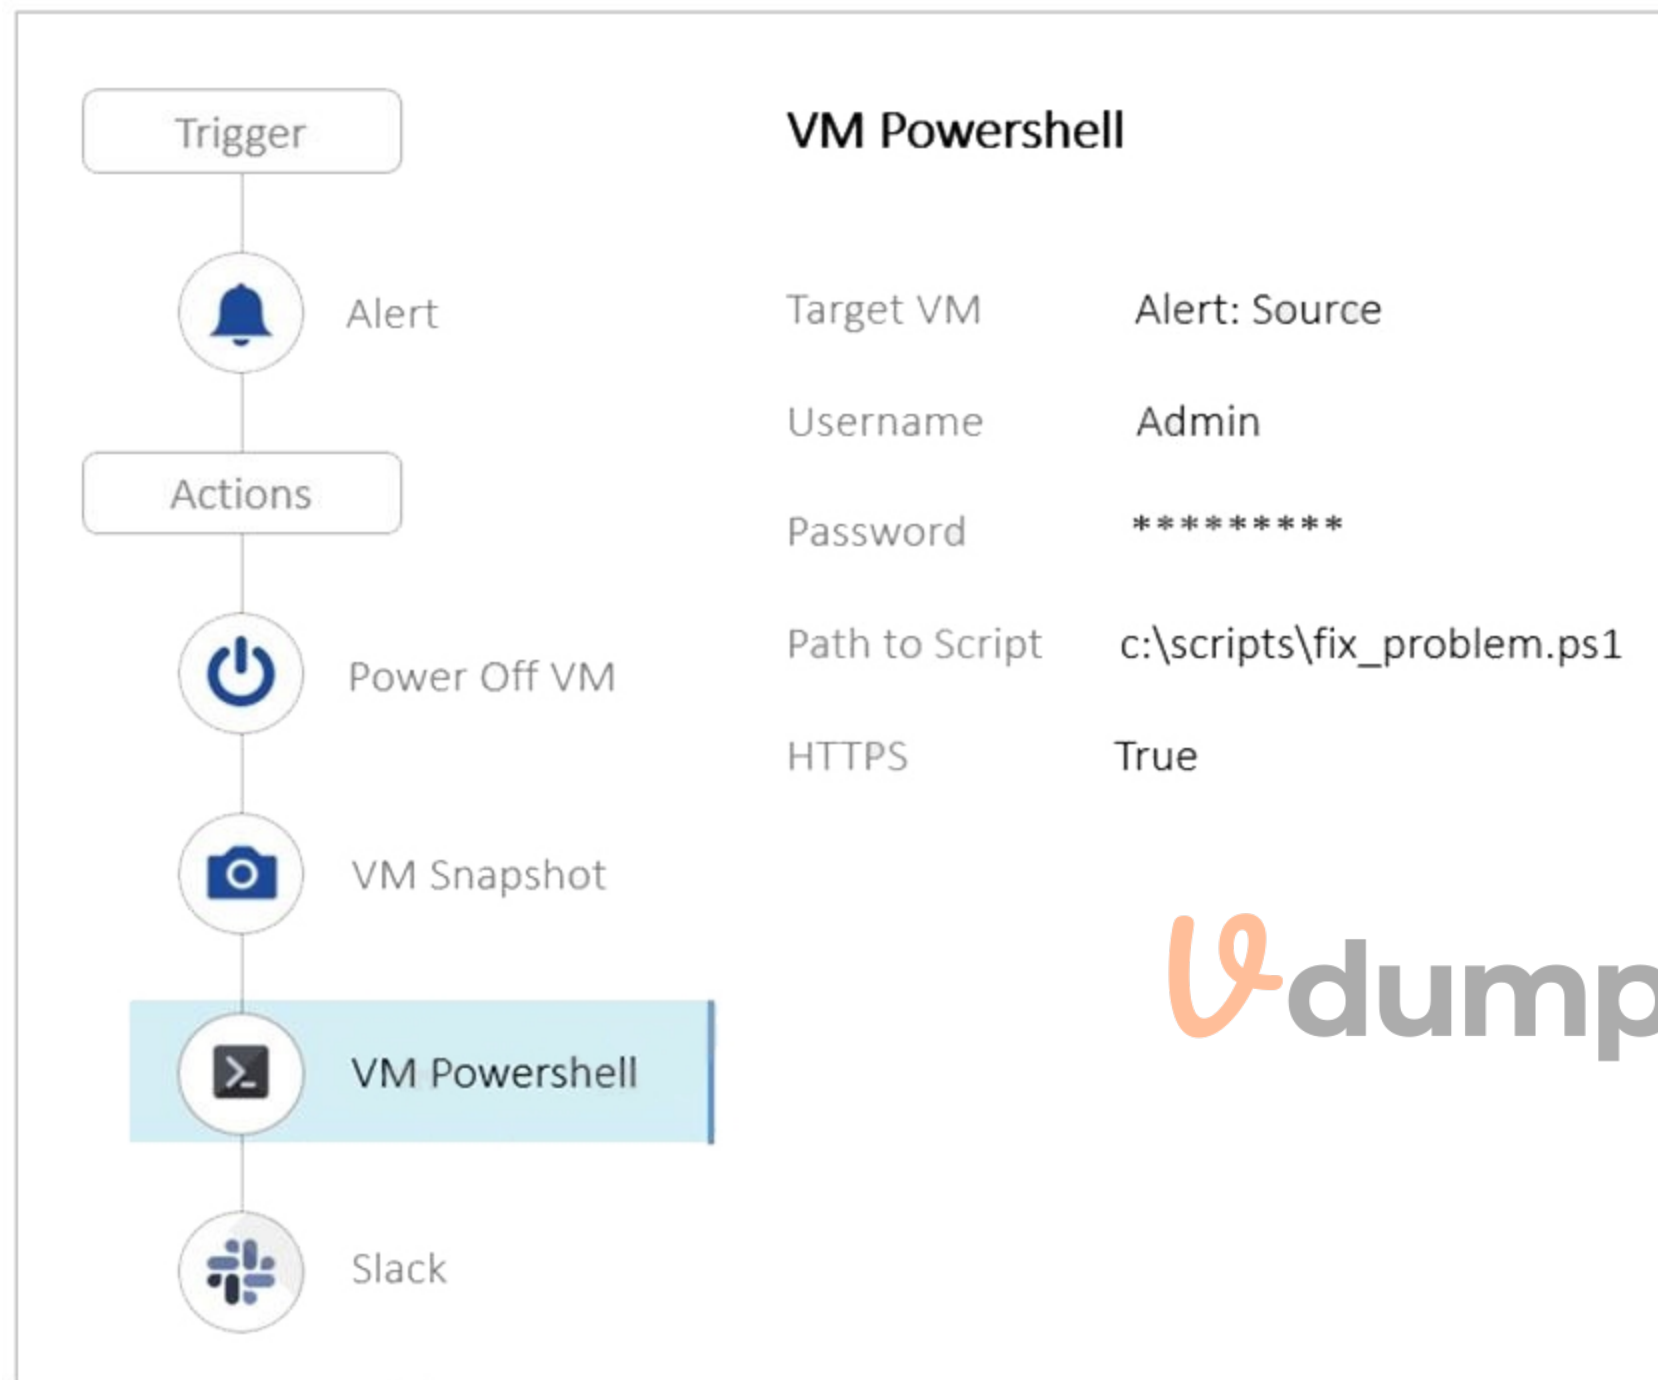 Trigger
Alert
Actions
Power Off VM
VM Snapshot
VM Powershell
Slack
VM Powershell
Target VM Alert: Source
Username Admin
Password *********
Path to Script c:\scripts\fix_problem.ps1
HTTPS True
Vdump